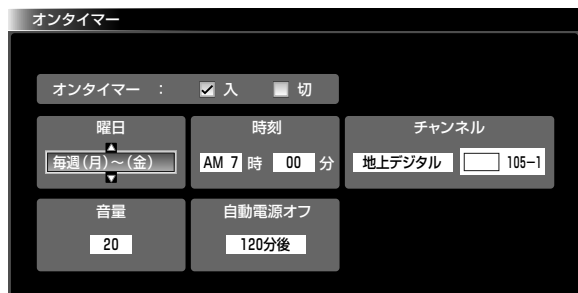 オンタイマー
オンタイマー : 入 切
曜日
毎週(月)~(金)
時刻
AM 7 時 00 分
チャンネル
地上デジタル 105-1
音量
20
自動電源オフ
120分後